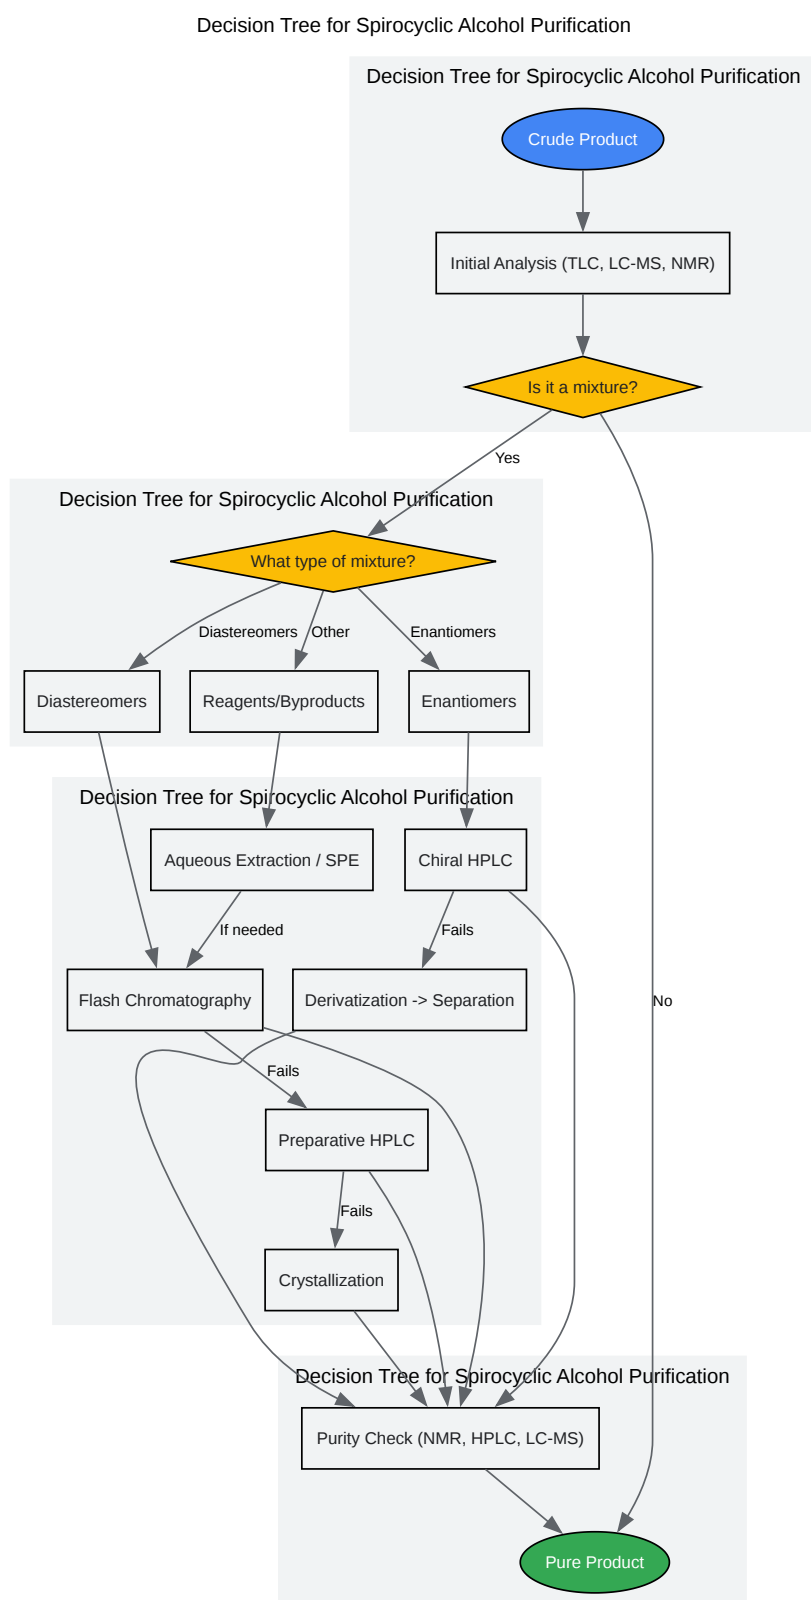 Decision Tree for Spirocyclic Alcohol Purification
Decision Tree for Spirocyclic Alcohol Purification
Crude Product
Initial Analysis (TLC, LC-MS, NMR)
Is it a mixture?
Yes
Decision Tree for Spirocyclic Alcohol Purification
What type of mixture?
Diastereomers
Other
Enantiomers
Diastereomers
Reagents/Byproducts
Enantiomers
Decision Tree for Spirocyclic Alcohol Purification
Aqueous Extraction / SPE
Chiral HPLC
If needed
Fails
Flash Chromatography
Derivatization -> Separation
No
Fails
Preparative HPLC
Fails
Crystallization
Decision Tree for Spirocyclic Alcohol Purification
Purity Check (NMR, HPLC, LC-MS)
Pure Product